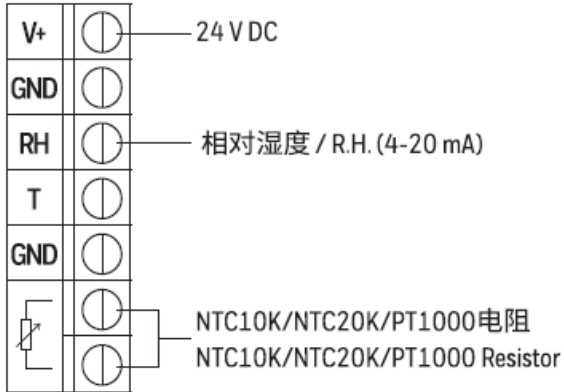 V+ 24 V DC
GND
RH 相对湿度 / R.H. (4-20 mA)
T
GND
NTC10K/NTC20K/PT1000电阻
NTC10K/NTC20K/PT1000 Resistor